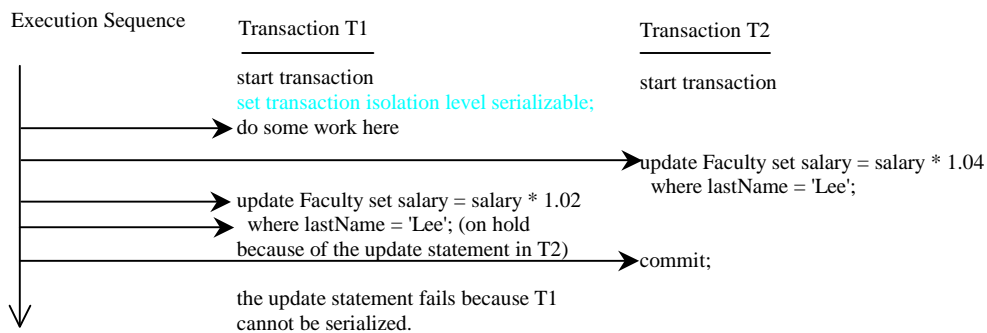 Execution Sequence
Transaction T1
Transaction T2
start transaction
set transaction isolation level serializable;
do some work here
start transaction
update Faculty set salary = salary * 1.04
where lastName = 'Lee';
update Faculty set salary = salary * 1.02
where lastName = 'Lee'; (on hold
because of the update statement in T2)
commit;
the update statement fails because T1
cannot be serialized.